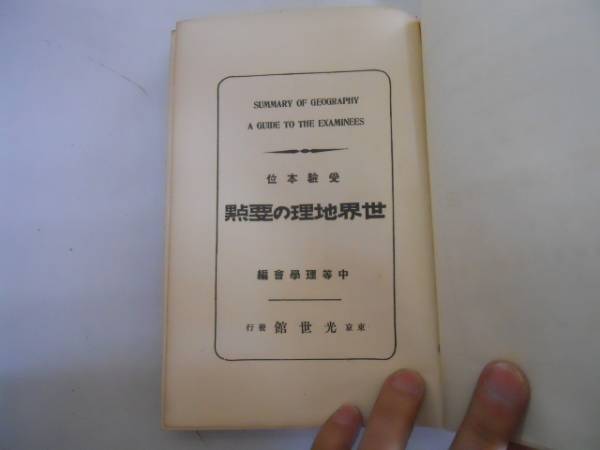 SUMMARY OF GEOGRAPHY
A GUIDE TO THE EXAMINEES
受驗本位
世界地理の要點
中等理學會編
東京 光世館 發行